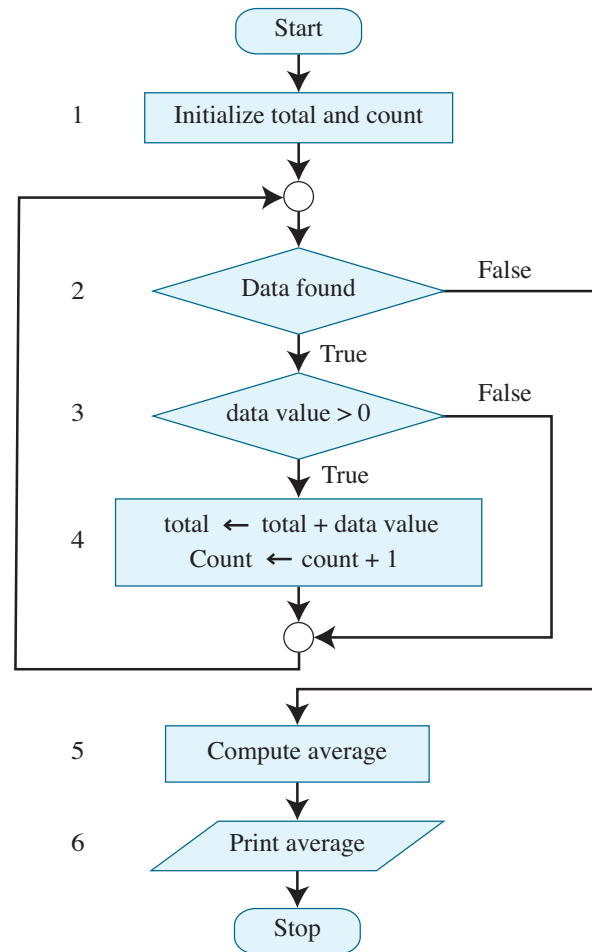 Start
1
Initialize total and count
2
Data found
False
True
3
data value > 0
False
True
4
total ← total + data value
Count ← count + 1
5
Compute average
6
Print average
Stop